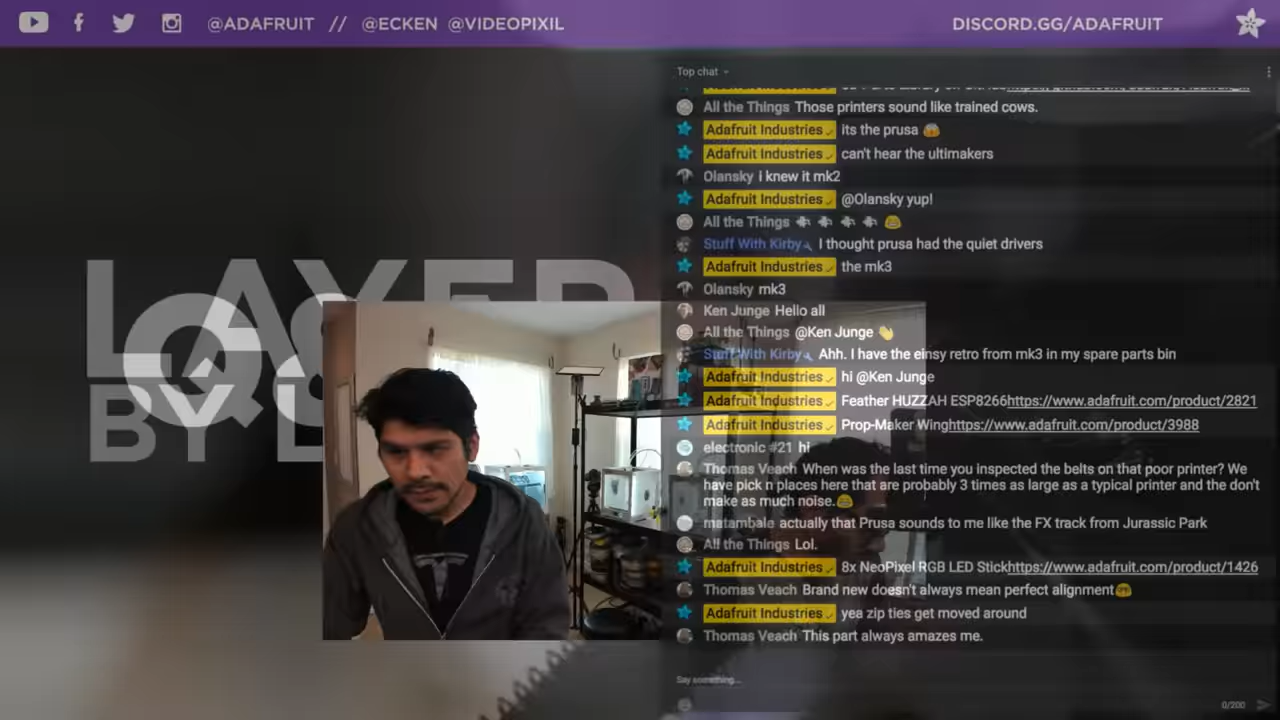 @ADAFRUIT // @ECKEN @VIDEOPIXIL
DISCORD.GG/ADAFRUIT
LAYER
BY L
Top chat
All the Things Those printers sound like trained cows.
Adafruit Industries its the prusa 😱
Adafruit Industries can't hear the ultimakers
Olansky i knew it mk2
Adafruit Industries @Olansky yup!
All the Things
Stuff With Kirby I thought prusa had the quiet drivers
Adafruit Industries the mk3
Olansky mk3
Ken Junge Hello all
All the Things @Ken Junge 👋
Stuff With Kirby Ahh. I have the einsy retro from mk3 in my spare parts bin
Adafruit Industries hi @Ken Junge
Adafruit Industries Feather HUZZAH ESP8266https://www.adafruit.com/product/2821
Adafruit Industries Prop-Maker Winghttps://www.adafruit.com/product/3988
electronic #21 hi
Thomas Veach When was the last time you inspected the belts on that poor printer? We
have pick n places here that are probably 3 times as large as a typical printer and the don't
make as much noise.😂
matambale actually that Prusa sounds to me like the FX track from Jurassic Park
All the Things Lol.
Adafruit Industries 8x NeoPixel RGB LED Stickhttps://www.adafruit.com/product/1426
Thomas Veach Brand new doesn't always mean perfect alignment
Adafruit Industries yea zip ties get moved around
Thomas Veach This part always amazes me.
Say something...
0/200